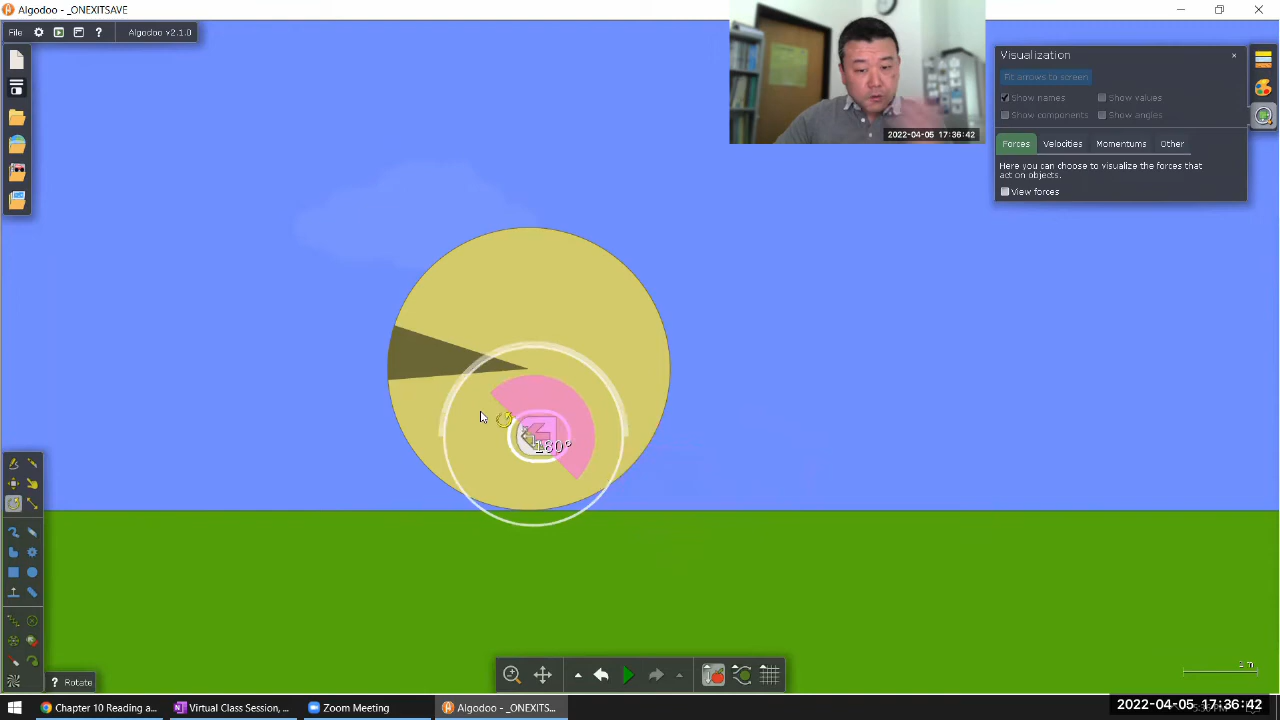 Algodoo - _ONEXITSAVE
File
?
Algodoo v2.1.0
2022-04-05 17:36:42
Visualization
×
Fit arrows to screen
Show names
Show values
Show components
Show angles
Forces
Velocities
Momentums
Other
Here you can choose to visualize the forces that
act on objects.
View forces
180°
? Rotate
1 m
Chapter 10 Reading a...
Virtual Class Session, ...
Zoom Meeting
Algodoo - _ONEXITS...
2022-04-05 17:36:42